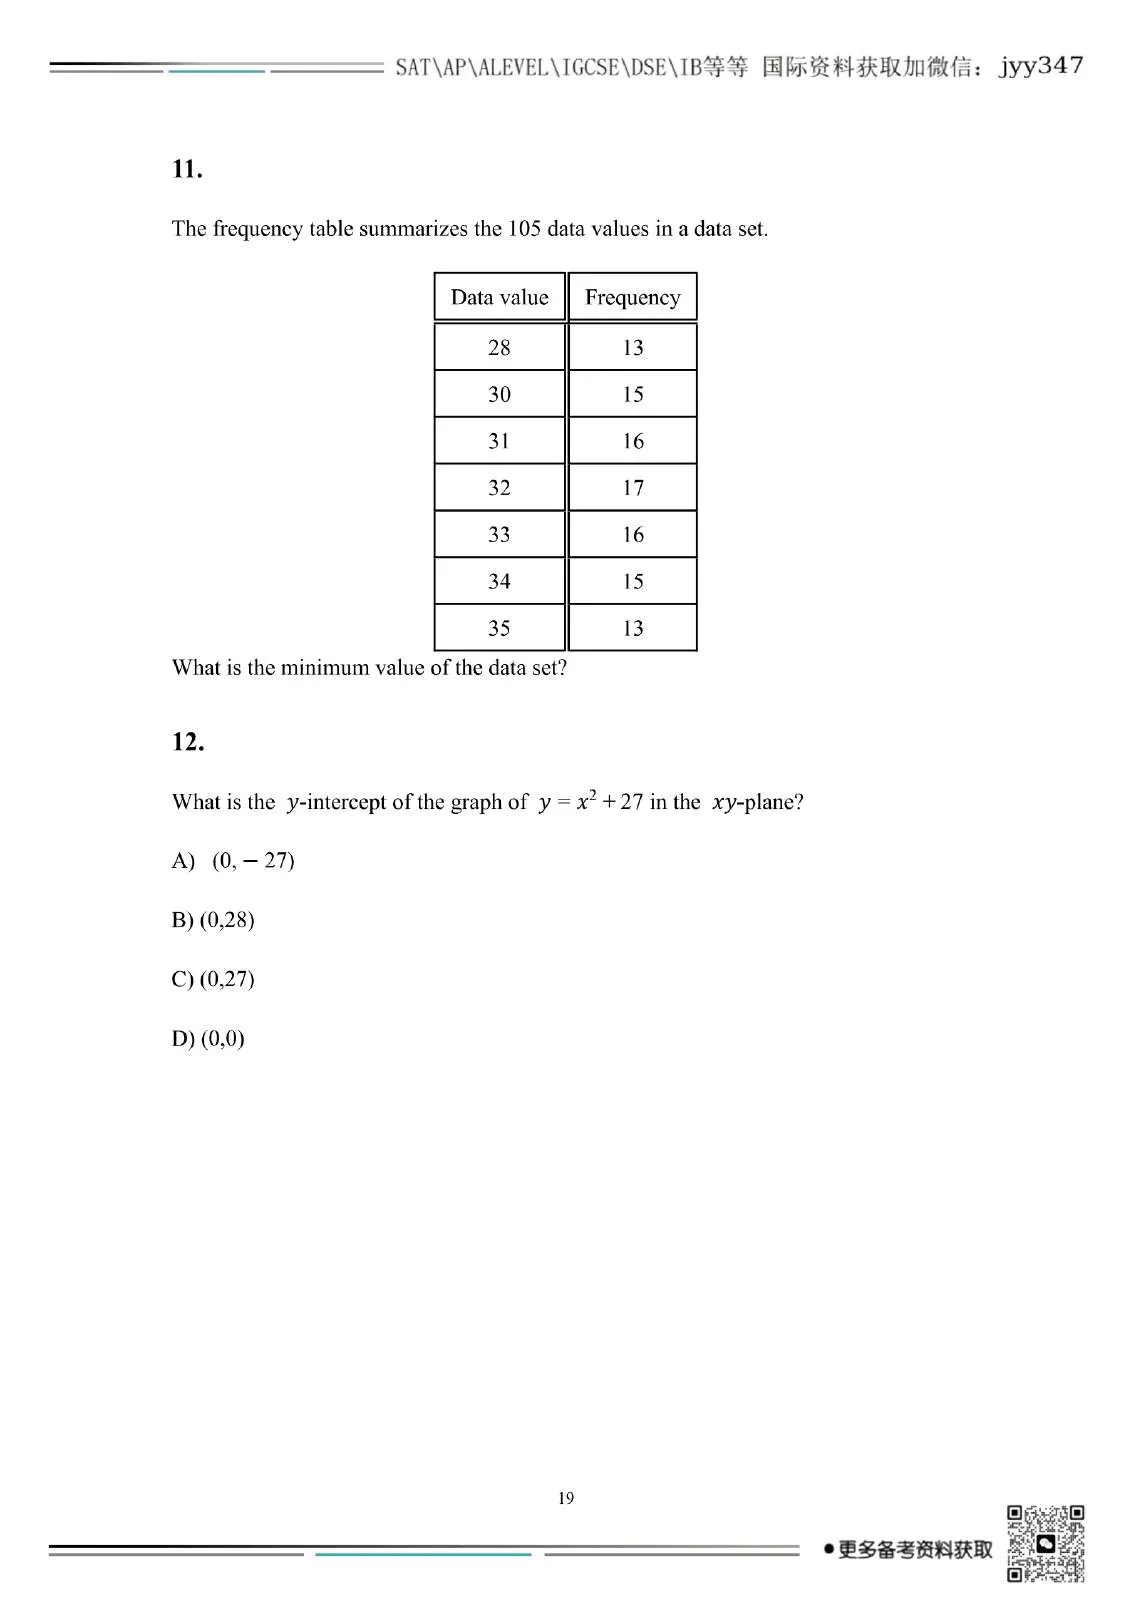 SAT\AP\ALEVEL\IGCSE\DSE\IB等等 国际资料获取加微信：jyy347
11.
The frequency table summarizes the 105 data values in a data set.
Data value Frequency
28 13
30 15
31 16
32 17
33 16
34 15
35 13
What is the minimum value of the data set?
12.
What is the y-intercept of the graph of y = x² + 27 in the xy-plane?
A) (0, − 27)
B) (0,28)
C) (0,27)
D) (0,0)
19
●更多备考资料获取